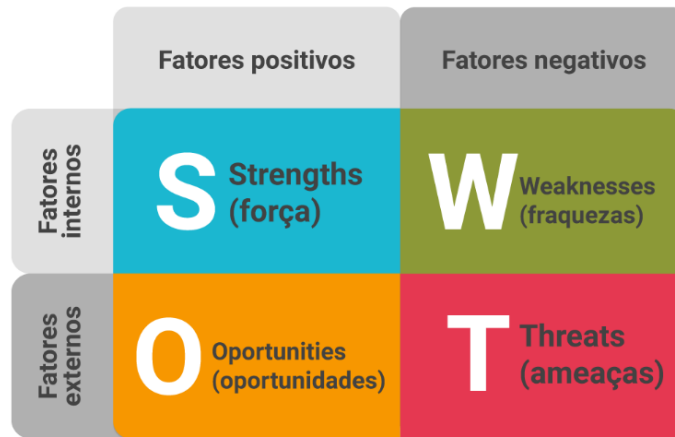 Fatores positivos
Fatores negativos
Fatores
internos
S
Strengths
(força)
W
Weaknesses
(fraquezas)
Fatores
externos
O
Oportunities
(oportunidades)
T
Threats
(ameaças)